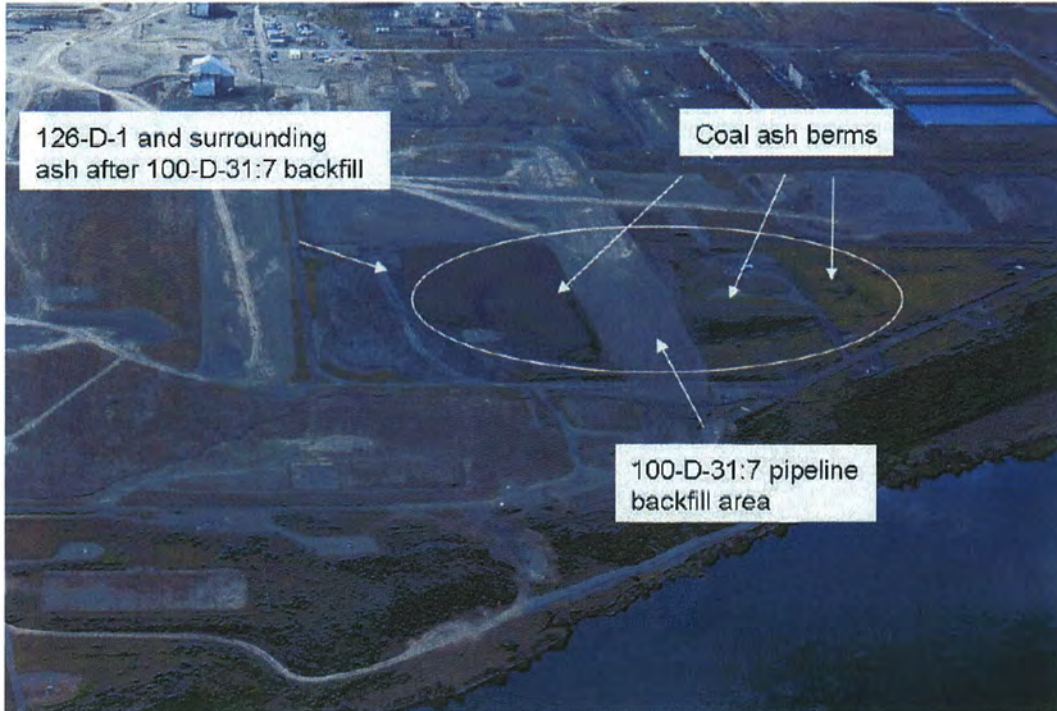 126-D-1 and surrounding
ash after 100-D-31:7 backfill
Coal ash berms
100-D-31:7 pipeline
backfill area